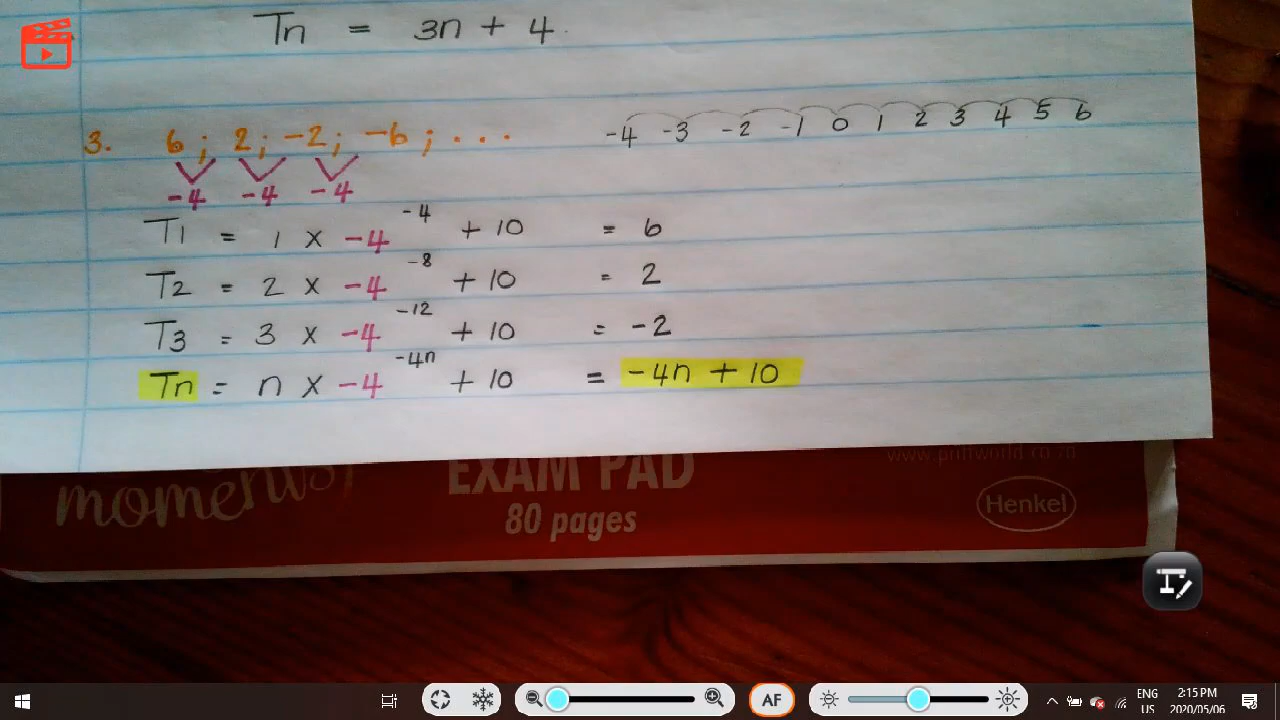 Tn = 3n + 4
3. 6 ; 2 ; -2 ; -6 ; . . .
-4 -3 -2 -1 0 1 2 3 4 5 6
-4 -4 -4
-4
T1 = 1 x -4 + 10 = 6
-8
T2 = 2 x -4 + 10 = 2
-12
T3 = 3 x -4 + 10 = -2
-4n
Tn = n x -4 + 10 = -4n + 10
moments
EXAM PAD
80 pages
Henkel
AF
ENG
US
2:15 PM
2020/05/06